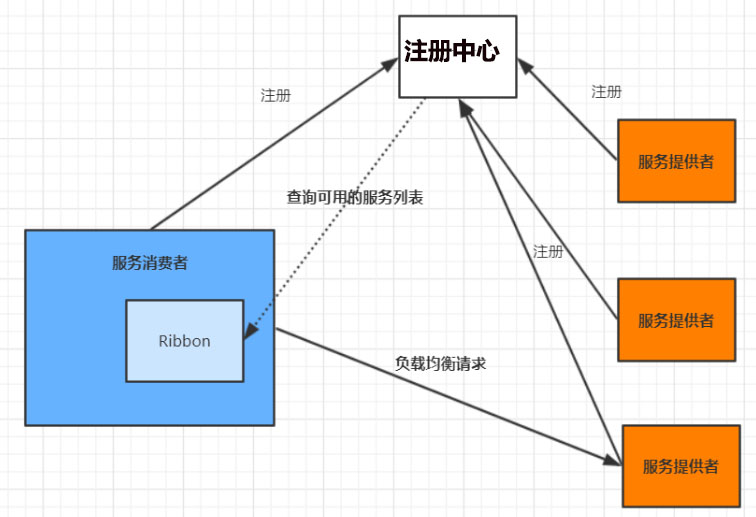 注册中心
注册
注册
服务提供者
查询可用的服务列表
服务消费者
注册
Ribbon
服务提供者
负载均衡请求
服务提供者